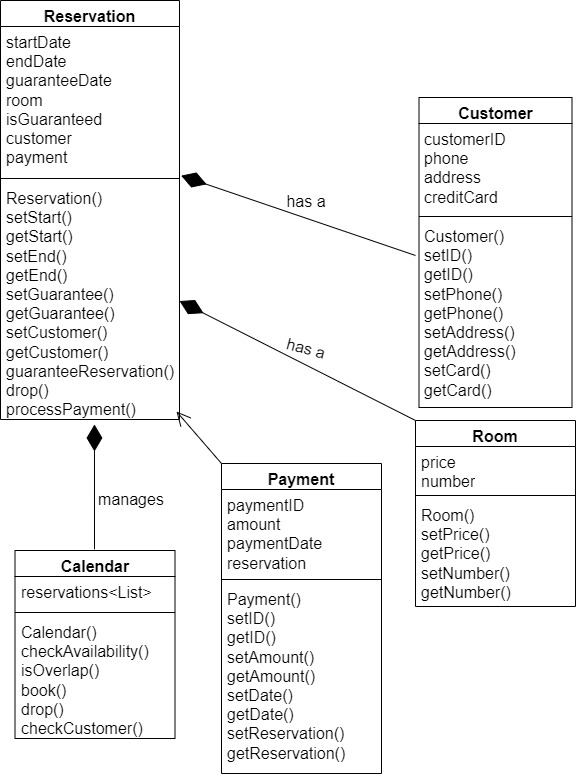 Reservation
startDate
endDate
guaranteeDate
room
isGuaranteed
customer
payment
Reservation()
setStart()
getStart()
setEnd()
getEnd()
setGuarantee()
getGuarantee()
setCustomer()
getCustomer()
guaranteeReservation()
drop()
processPayment()
has a
Customer
customerID
phone
address
creditCard
Customer()
setID()
getID()
setPhone()
getPhone()
setAddress()
getAddress()
setCard()
getCard()
has a
Room
price
number
Room()
setPrice()
getPrice()
setNumber()
getNumber()
manages
Calendar
reservations<List>
Calendar()
checkAvailability()
isOverlap()
book()
drop()
checkCustomer()
Payment
paymentID
amount
paymentDate
reservation
Payment()
setID()
getID()
setAmount()
getAmount()
setDate()
getDate()
setReservation()
getReservation()